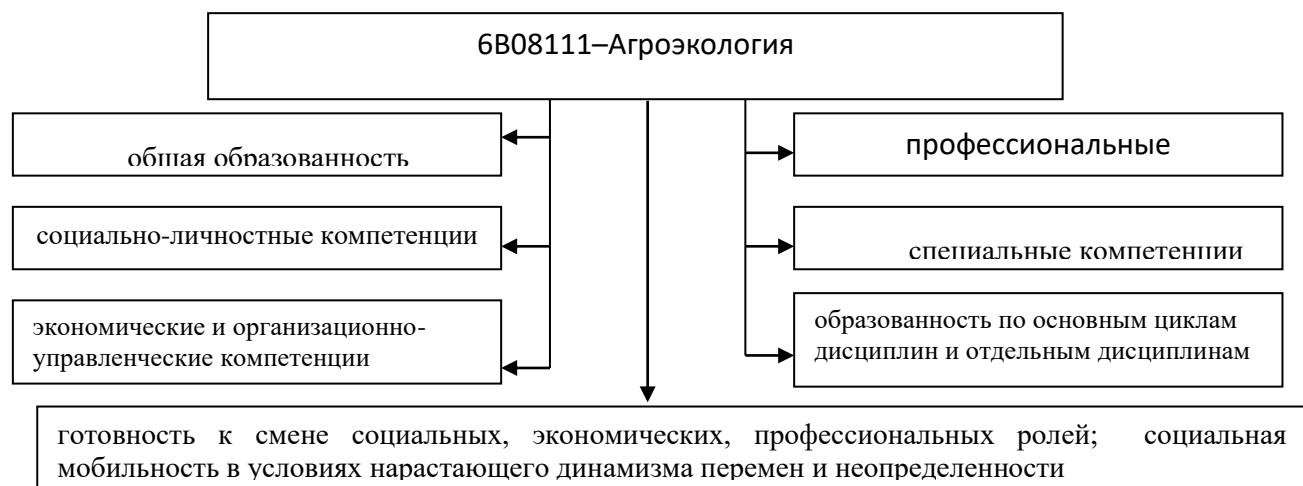 6В08111–Агроэкология
общая образованность
профессиональные
социально-личностные компетенции
специальные компетенции
экономические и организационно-
управленческие компетенции
образованность по основным циклам
дисциплин и отдельным дисциплинам
готовность к смене социальных, экономических, профессиональных ролей; социальная
мобильность в условиях нарастающего динамизма перемен и неопределенности